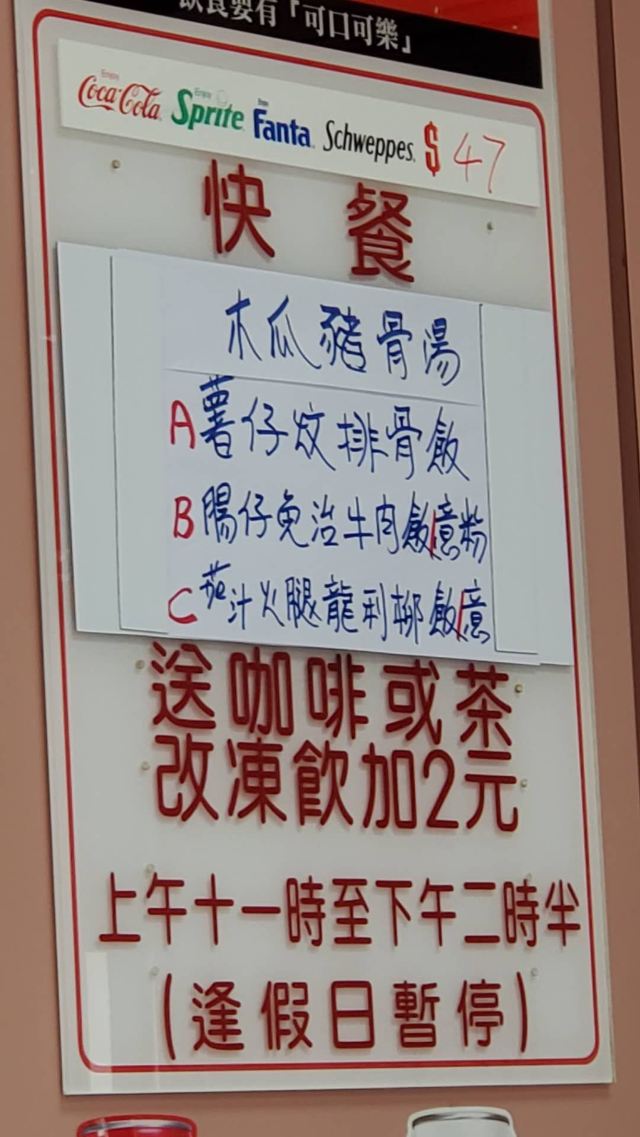 飲食要有「可口可樂」
Enjoy Coca-Cola Enjoy Sprite Enjoy Fanta Schweppes $ 47
快餐
木瓜豬骨湯
A 薯仔炆排骨飯
B 腸仔免治牛肉飯/意粉
C 茄汁火腿龍利柳飯/意
送咖啡或茶
改凍飲加2元
上午十一時至下午二時半
(逢假日暫停)